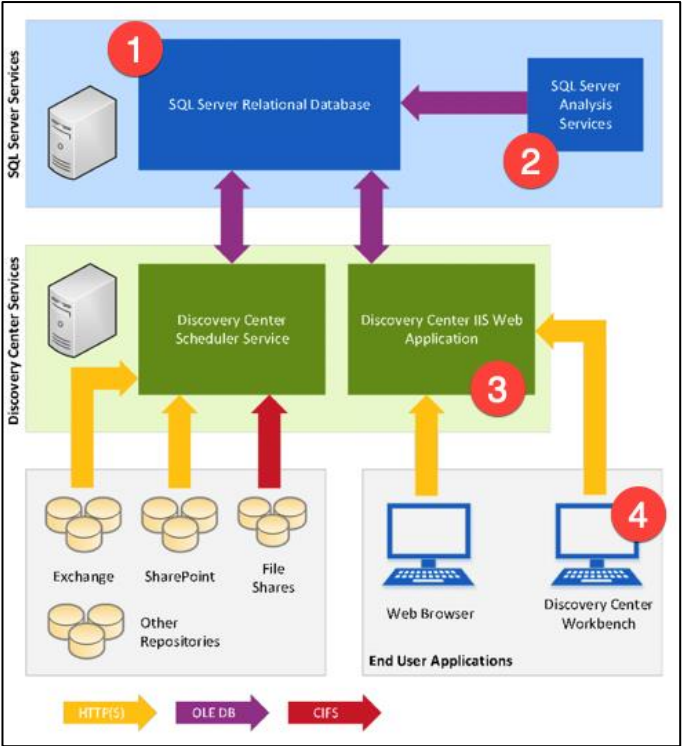 SQL Server Services
1
SQL Server Relational Database
SQL Server
Analysis
Services
2
Discovery Center Services
Discovery Center
Scheduler Service
Discovery Center IIS Web
Application
3
Exchange
SharePoint
File
Shares
Other
Repositories
4
Web Browser
Discovery Center
Workbench
End User Applications
HTTP(S)
OLE DB
CIFS